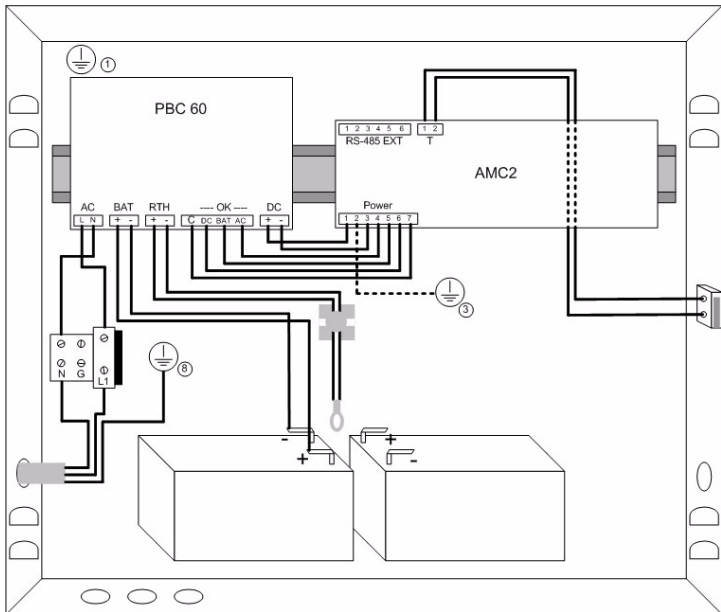 1
PBC 60
1 2 3 4 5 6
1 2
RS-485 EXT
T
AMC2
AC
BAT
RTH
---- OK ----
DC
Power
L N
+ -
+ -
C DC BAT AC
+ -
1 2 3 4 5 6 7
3
8
N
G
L1
-
+
+
-